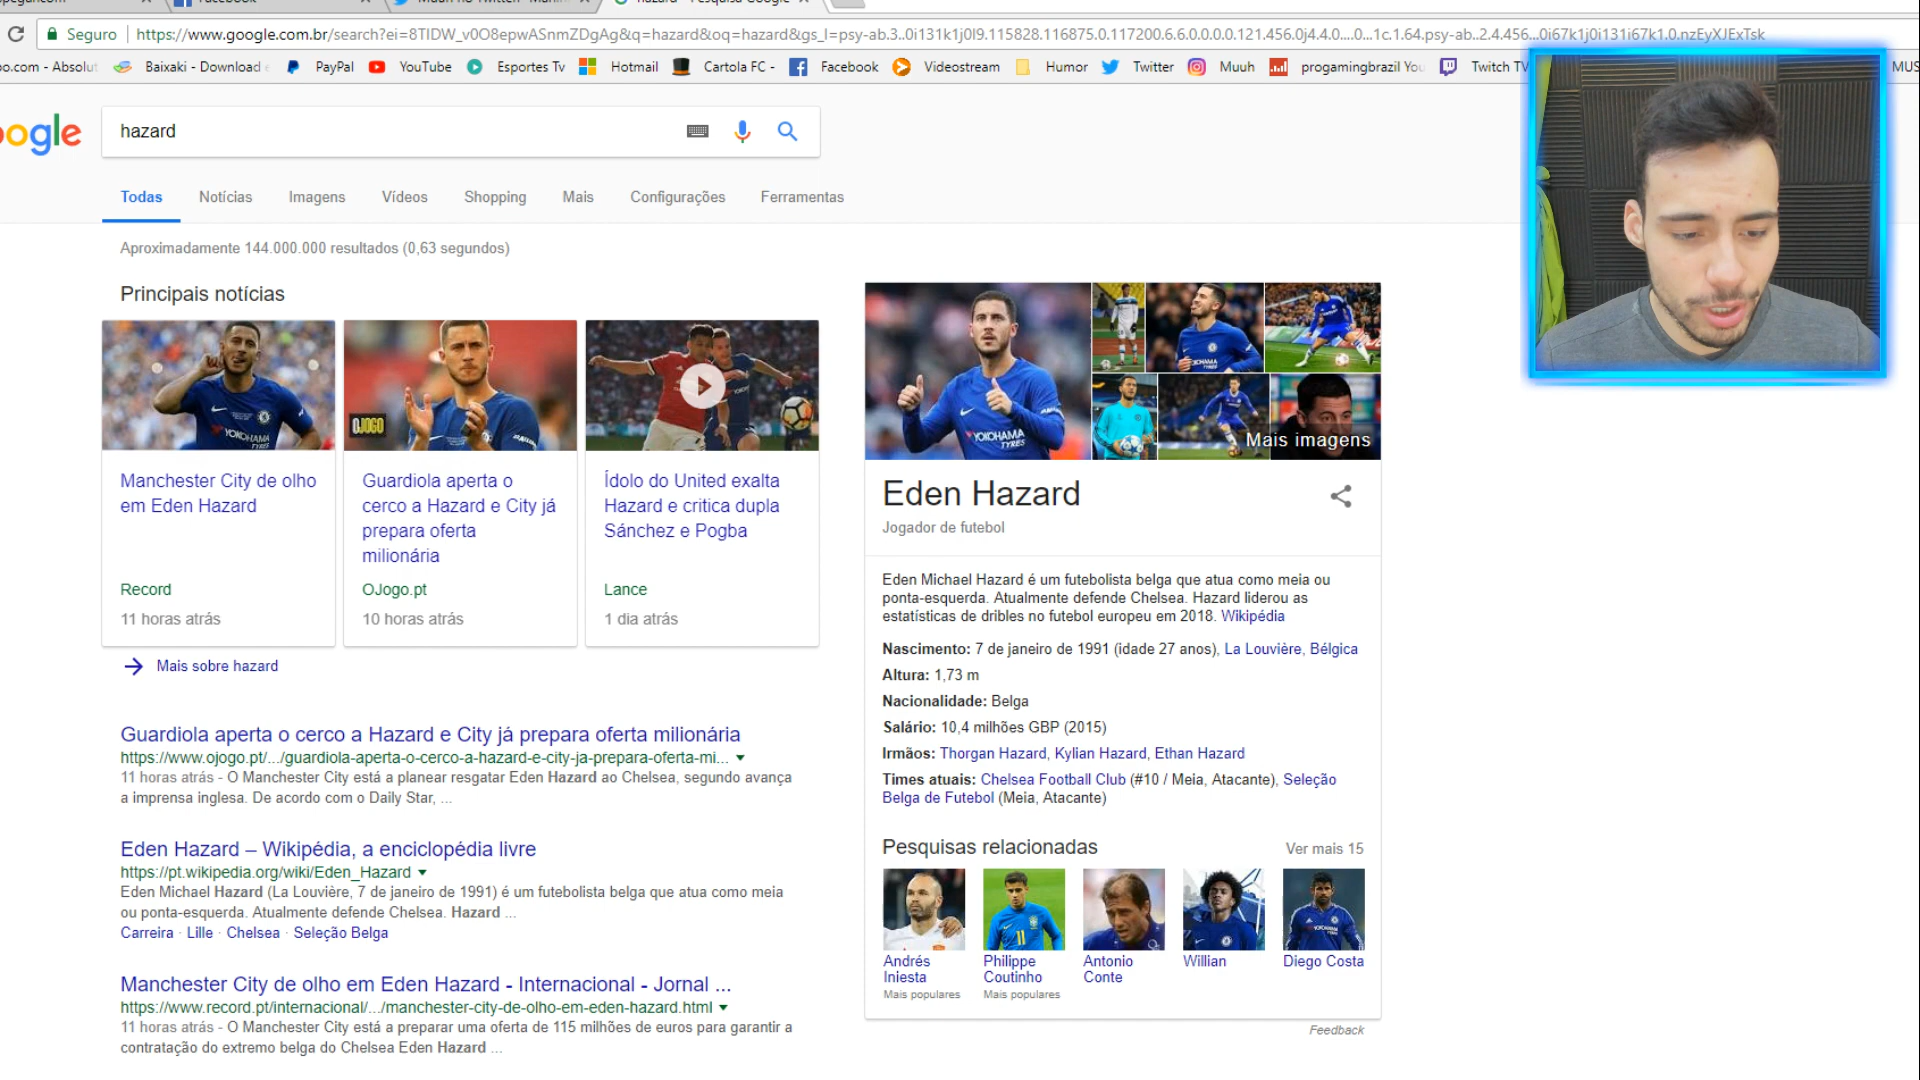 Seguro
https://www.google.com.br/search?ei=8TIDW_v0O8epwASnmZDgAg&q=hazard&oq=hazard&gs_l=psy-ab.3..0i131k1j0l9.115828.116875.0.117200.6.6.0.0.0.0.121.456.0j4.4.0....0...1c.1.64.psy-ab..2.4.456...0i67k1j0i131i67k1.0.nzEyXJExTsk
Baixaki - Download
PayPal
YouTube
Esportes Tv
Hotmail
Cartola FC -
Facebook
Videostream
Humor
Twitter
Muuh
progamingbrazil You
Twitch TV
MUS
ogle
hazard
Todas
Notícias
Imagens
Vídeos
Shopping
Mais
Configurações
Ferramentas
Aproximadamente 144.000.000 resultados (0,63 segundos)
Principais notícias
Manchester City de olho
em Eden Hazard
Record
11 horas atrás
OJOGO
Guardiola aperta o
cerco a Hazard e City já
prepara oferta
milionária
OJogo.pt
10 horas atrás
Ídolo do United exalta
Hazard e critica dupla
Sánchez e Pogba
Lance
1 dia atrás
Mais sobre hazard
Guardiola aperta o cerco a Hazard e City já prepara oferta milionária
https://www.ojogo.pt/.../guardiola-aperta-o-cerco-a-hazard-e-city-ja-prepara-oferta-mi...
11 horas atrás - O Manchester City está a planear resgatar Eden Hazard ao Chelsea, segundo avança
a imprensa inglesa. De acordo com o Daily Star, ...
Eden Hazard – Wikipédia, a enciclopédia livre
https://pt.wikipedia.org/wiki/Eden_Hazard
Eden Michael Hazard (La Louvière, 7 de janeiro de 1991) é um futebolista belga que atua como meia
ou ponta-esquerda. Atualmente defende Chelsea. Hazard ...
Carreira · Lille · Chelsea · Seleção Belga
Manchester City de olho em Eden Hazard - Internacional - Jornal ...
https://www.record.pt/internacional/.../manchester-city-de-olho-em-eden-hazard.html
11 horas atrás - O Manchester City está a preparar uma oferta de 115 milhões de euros para garantir a
contratação do extremo belga do Chelsea Eden Hazard ...
YOKOHAMA
TYRES
Mais imagens
Eden Hazard
Jogador de futebol
Eden Michael Hazard é um futebolista belga que atua como meia ou
ponta-esquerda. Atualmente defende Chelsea. Hazard liderou as
estatísticas de dribles no futebol europeu em 2018. Wikipédia
Nascimento: 7 de janeiro de 1991 (idade 27 anos), La Louvière, Bélgica
Altura: 1,73 m
Nacionalidade: Belga
Salário: 10,4 milhões GBP (2015)
Irmãos: Thorgan Hazard, Kylian Hazard, Ethan Hazard
Times atuais: Chelsea Football Club (#10 / Meia, Atacante), Seleção
Belga de Futebol (Meia, Atacante)
Pesquisas relacionadas
Ver mais 15
Andrés
Iniesta
Mais populares
Philippe
Coutinho
Mais populares
Antonio
Conte
Willian
Diego Costa
Feedback